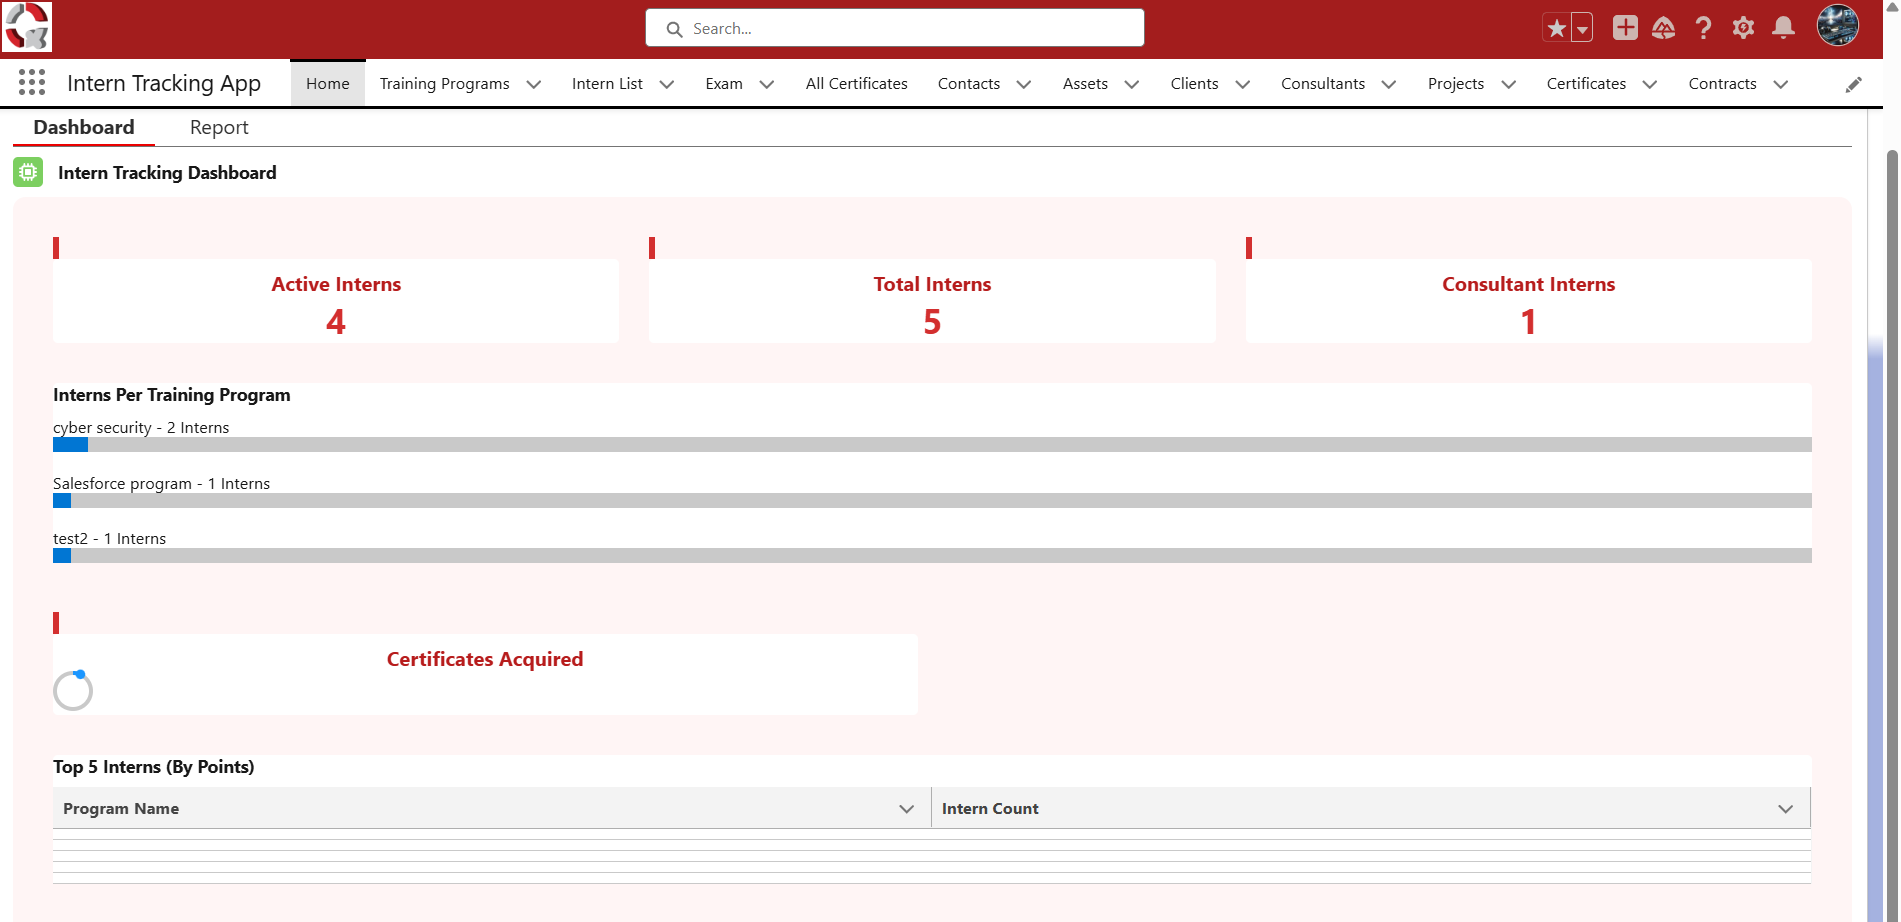 Search...
Intern Tracking App
Home
Training Programs
Intern List
Exam
All Certificates
Contacts
Assets
Clients
Consultants
Projects
Certificates
Contracts
Dashboard
Report
Intern Tracking Dashboard
Active Interns
4
Total Interns
5
Consultant Interns
1
Interns Per Training Program
cyber security - 2 Interns
Salesforce program - 1 Interns
test2 - 1 Interns
Certificates Acquired
Top 5 Interns (By Points)
Program Name
Intern Count